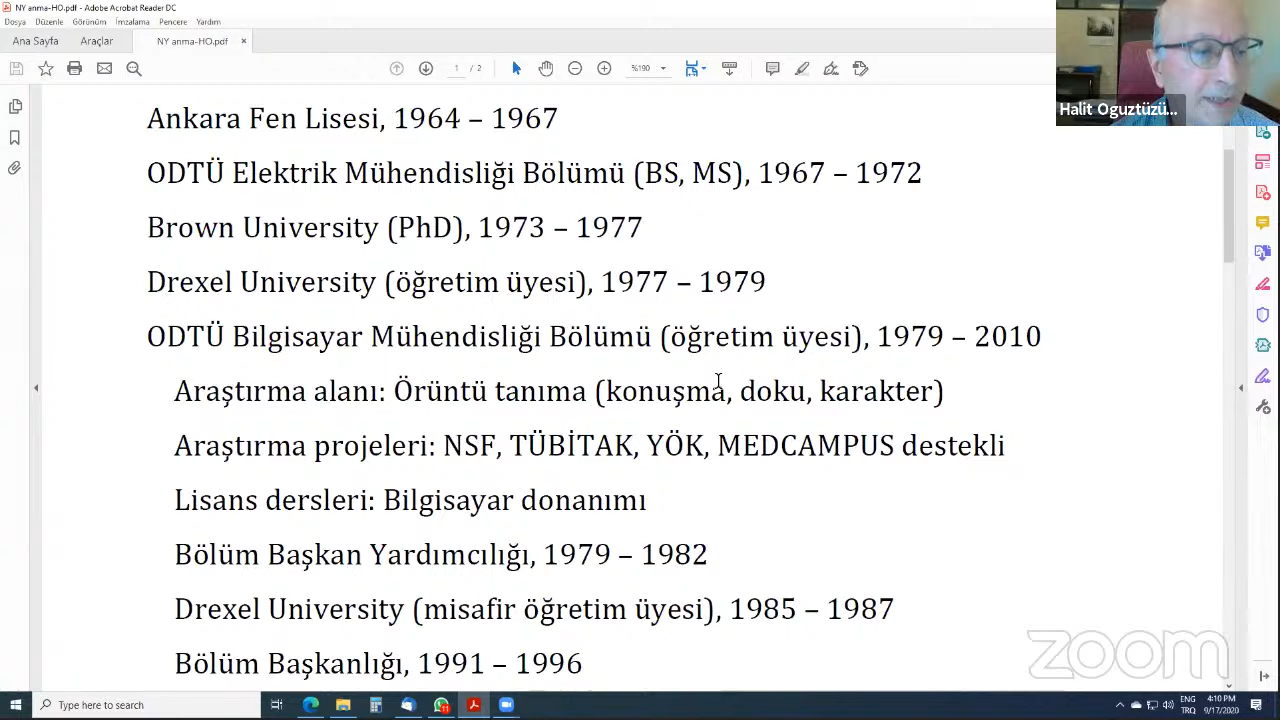 NY anma-HO.pdf - Adobe Acrobat Reader DC
Dosya Düzenle Görünüm İmzalama Pencere Yardım
Ana Sayfa Araçlar NY anma-HO.pdf ×
1 / 2 %190
Halit Oguztüzü...
Ankara Fen Lisesi, 1964 – 1967
ODTÜ Elektrik Mühendisliği Bölümü (BS, MS), 1967 – 1972
Brown University (PhD), 1973 – 1977
Drexel University (öğretim üyesi), 1977 – 1979
ODTÜ Bilgisayar Mühendisliği Bölümü (öğretim üyesi), 1979 – 2010
Araştırma alanı: Örüntü tanıma (konuşma, doku, karakter)
Araştırma projeleri: NSF, TÜBİTAK, YÖK, MEDCAMPUS destekli
Lisans dersleri: Bilgisayar donanımı
Bölüm Başkan Yardımcılığı, 1979 – 1982
Drexel University (misafir öğretim üyesi), 1985 – 1987
Bölüm Başkanlığı, 1991 – 1996
zoom
Type here to search
ENG 4:10 PM
TRQ 9/17/2020